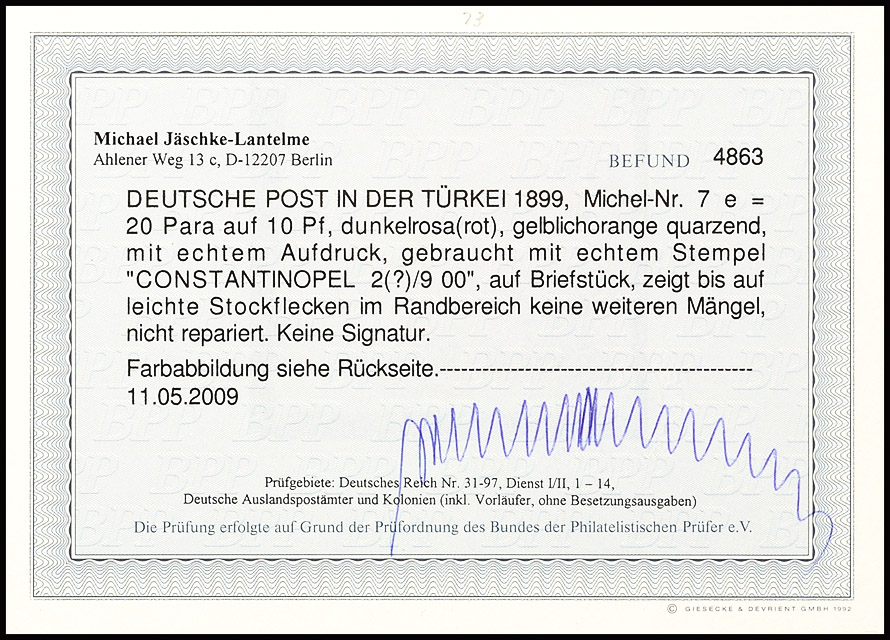 73
Michael Jäschke-Lantelme
Ahlener Weg 13 c, D-12207 Berlin
BEFUND 4863
DEUTSCHE POST IN DER TÜRKEI 1899, Michel-Nr. 7 e =
20 Para auf 10 Pf, dunkelrosa(rot), gelblichorange quarzend,
mit echtem Aufdruck, gebraucht mit echtem Stempel
"CONSTANTINOPEL 2(?)/9 00", auf Briefstück, zeigt bis auf
leichte Stockflecken im Randbereich keine weiteren Mängel,
nicht repariert. Keine Signatur.
Farbabbildung siehe Rückseite.------------------------------------------
11.05.2009
Prüfgebiete: Deutsches Reich Nr. 31-97, Dienst I/II, 1 – 14,
Deutsche Auslandspostämter und Kolonien (inkl. Vorläufer, ohne Besetzungsausgaben)
Die Prüfung erfolgte auf Grund der Prüfordnung des Bundes der Philatelistischen Prüfer e.V.
© GIESECKE & DEVRIENT GMBH 1992